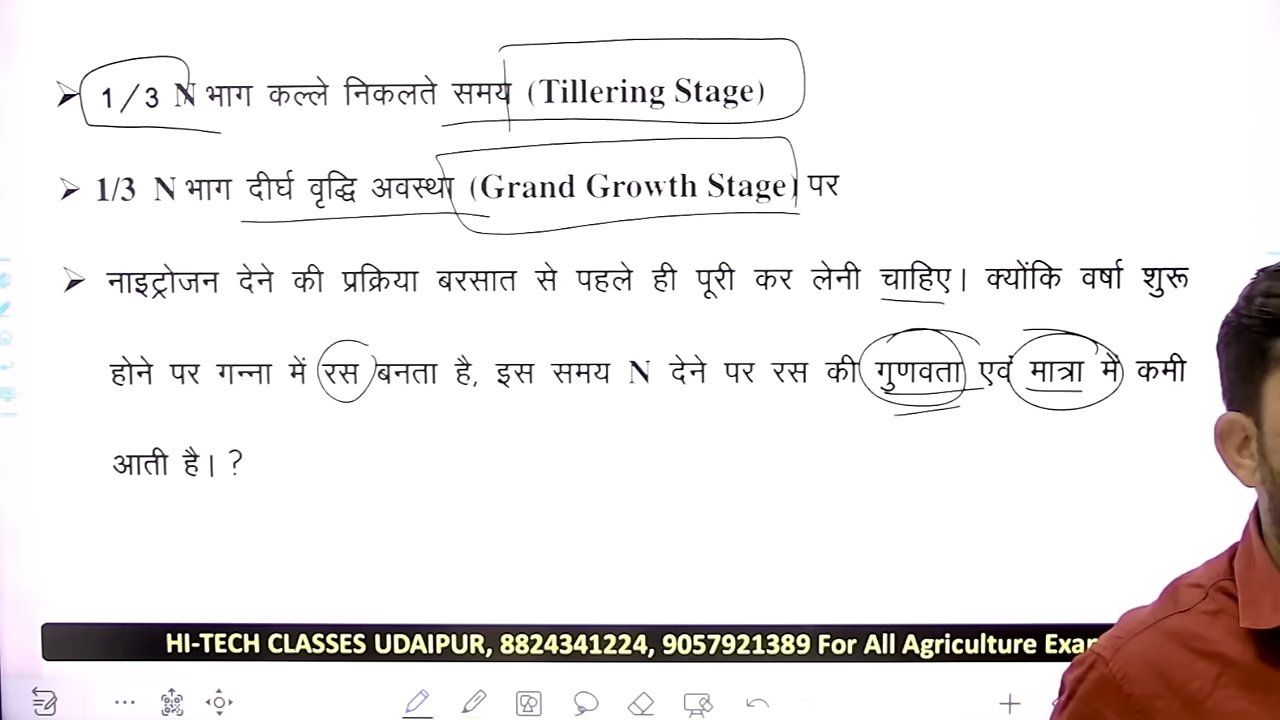 ➢ 1/3 N भाग कल्ले निकलते समय (Tillering Stage)
➢ 1/3 N भाग दीर्घ वृद्धि अवस्था (Grand Growth Stage) पर
➢ नाइट्रोजन देने की प्रक्रिया बरसात से पहले ही पूरी कर लेनी चाहिए। क्योंकि वर्षा शुरू
होने पर गन्ना में रस बनता है, इस समय N देने पर रस की गुणवता एवं मात्रा में कमी
आती है। ?
HI-TECH CLASSES UDAIPUR, 8824341224, 9057921389 For All Agriculture